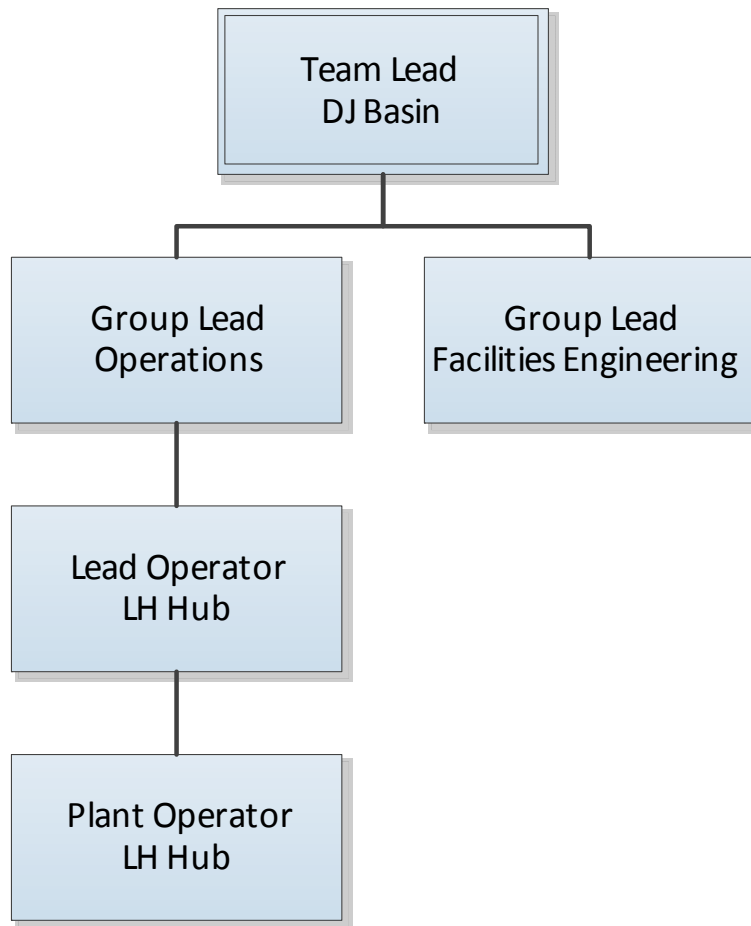 Team Lead
DJ Basin
Group Lead
Operations
Group Lead
Facilities Engineering
Lead Operator
LH Hub
Plant Operator
LH Hub